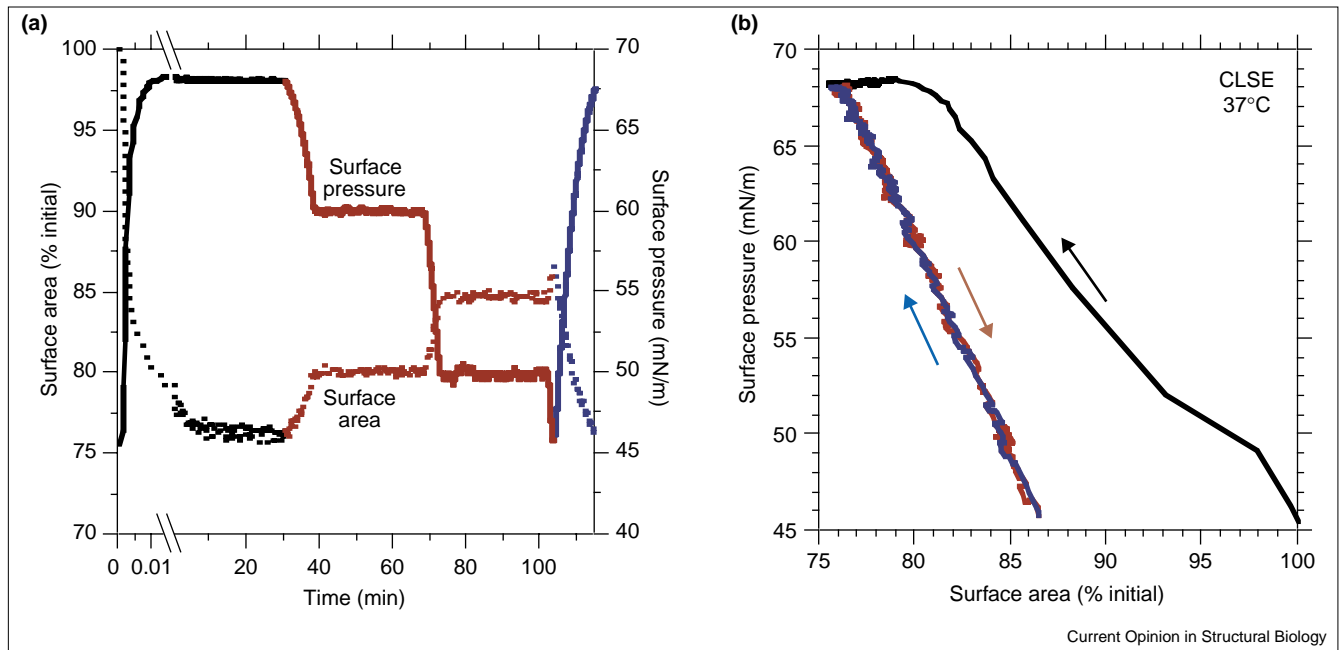 (a)
100
95
90
85
80
75
70
Surface area (% initial)
70
65
60
55
50
45
40
Surface pressure (mN/m)
Surface
pressure
Surface
area
0 0.01 20 40 60 80 100
Time (min)
(b)
70
65
60
55
50
45
Surface pressure (mN/m)
CLSE
37°C
75 80 85 90 95 100
Surface area (% initial)
Current Opinion in Structural Biology